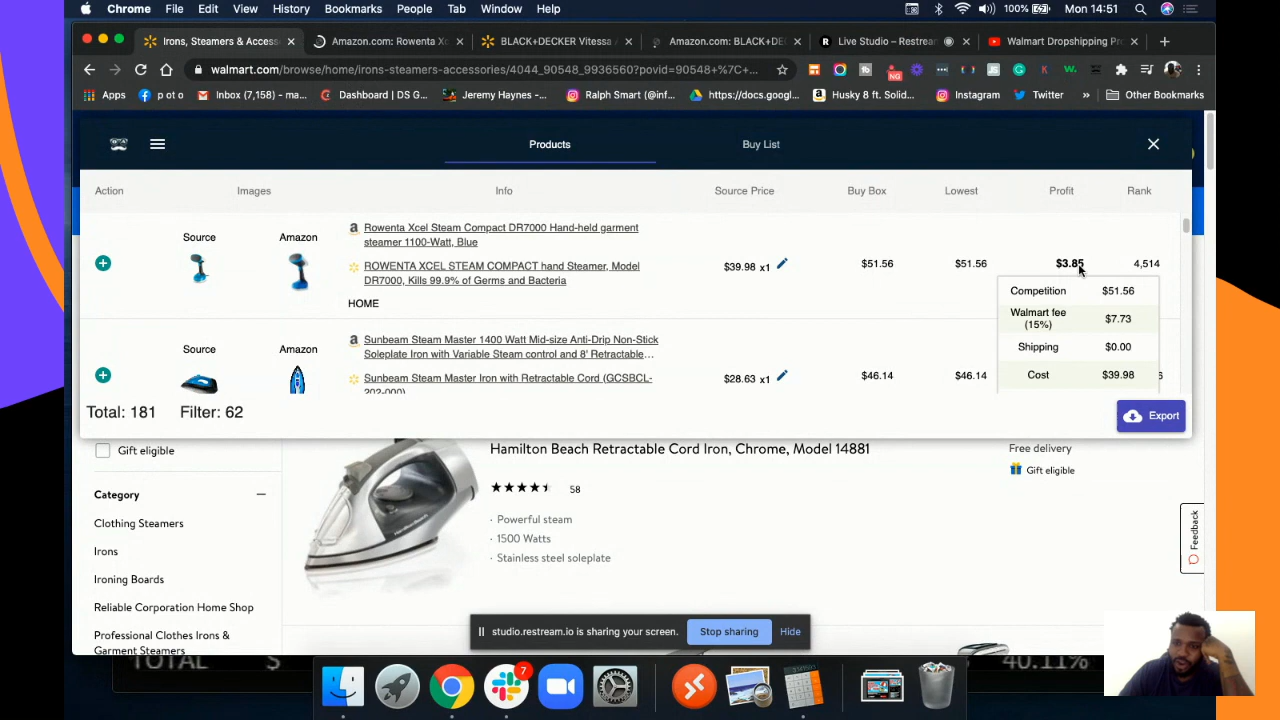 Chrome File Edit View History Bookmarks People Tab Window Help 100% Mon 14:51
Irons, Steamers & Access Amazon.com: Rowenta Xc BLACK+DECKER Vitessa Amazon.com: BLACK+DE Live Studio – Restream Walmart Dropshipping Pr
walmart.com/browse/home/irons-steamers-accessories/4044_90548_9936560?povid=90548+%7C+...
Apps p ot o Inbox (7,158) - ma... Dashboard | DS G... Jeremy Haynes -... Ralph Smart (@inf... https://docs.googl... Husky 8 ft. Solid... Instagram Twitter » Other Bookmarks
Products Buy List
Action Images Info Source Price Buy Box Lowest Profit Rank
Source Amazon
Rowenta Xcel Steam Compact DR7000 Hand-held garment
steamer 1100-Watt, Blue
ROWENTA XCEL STEAM COMPACT hand Steamer, Model
DR7000, Kills 99.9% of Germs and Bacteria
HOME
$39.98 x1 $51.56 $51.56 $3.85 4,514
Competition $51.56
Walmart fee
(15%) $7.73
Shipping $0.00
Cost $39.98
Source Amazon
Sunbeam Steam Master 1400 Watt Mid-size Anti-Drip Non-Stick
Soleplate Iron with Variable Steam control and 8' Retractable...
Sunbeam Steam Master Iron with Retractable Cord (GCSBCL-
202-000)
$28.63 x1 $46.14 $46.14
Total: 181 Filter: 62 Export
Gift eligible
Category
Clothing Steamers
Irons
Ironing Boards
Reliable Corporation Home Shop
Professional Clothes Irons &
Garment Steamers
Hamilton Beach Retractable Cord Iron, Chrome, Model 14881
58
· Powerful steam
· 1500 Watts
· Stainless steel soleplate
Free delivery
Gift eligible
Feedback
studio.restream.io is sharing your screen. Stop sharing Hide
TOTAL $ 40.11%
7